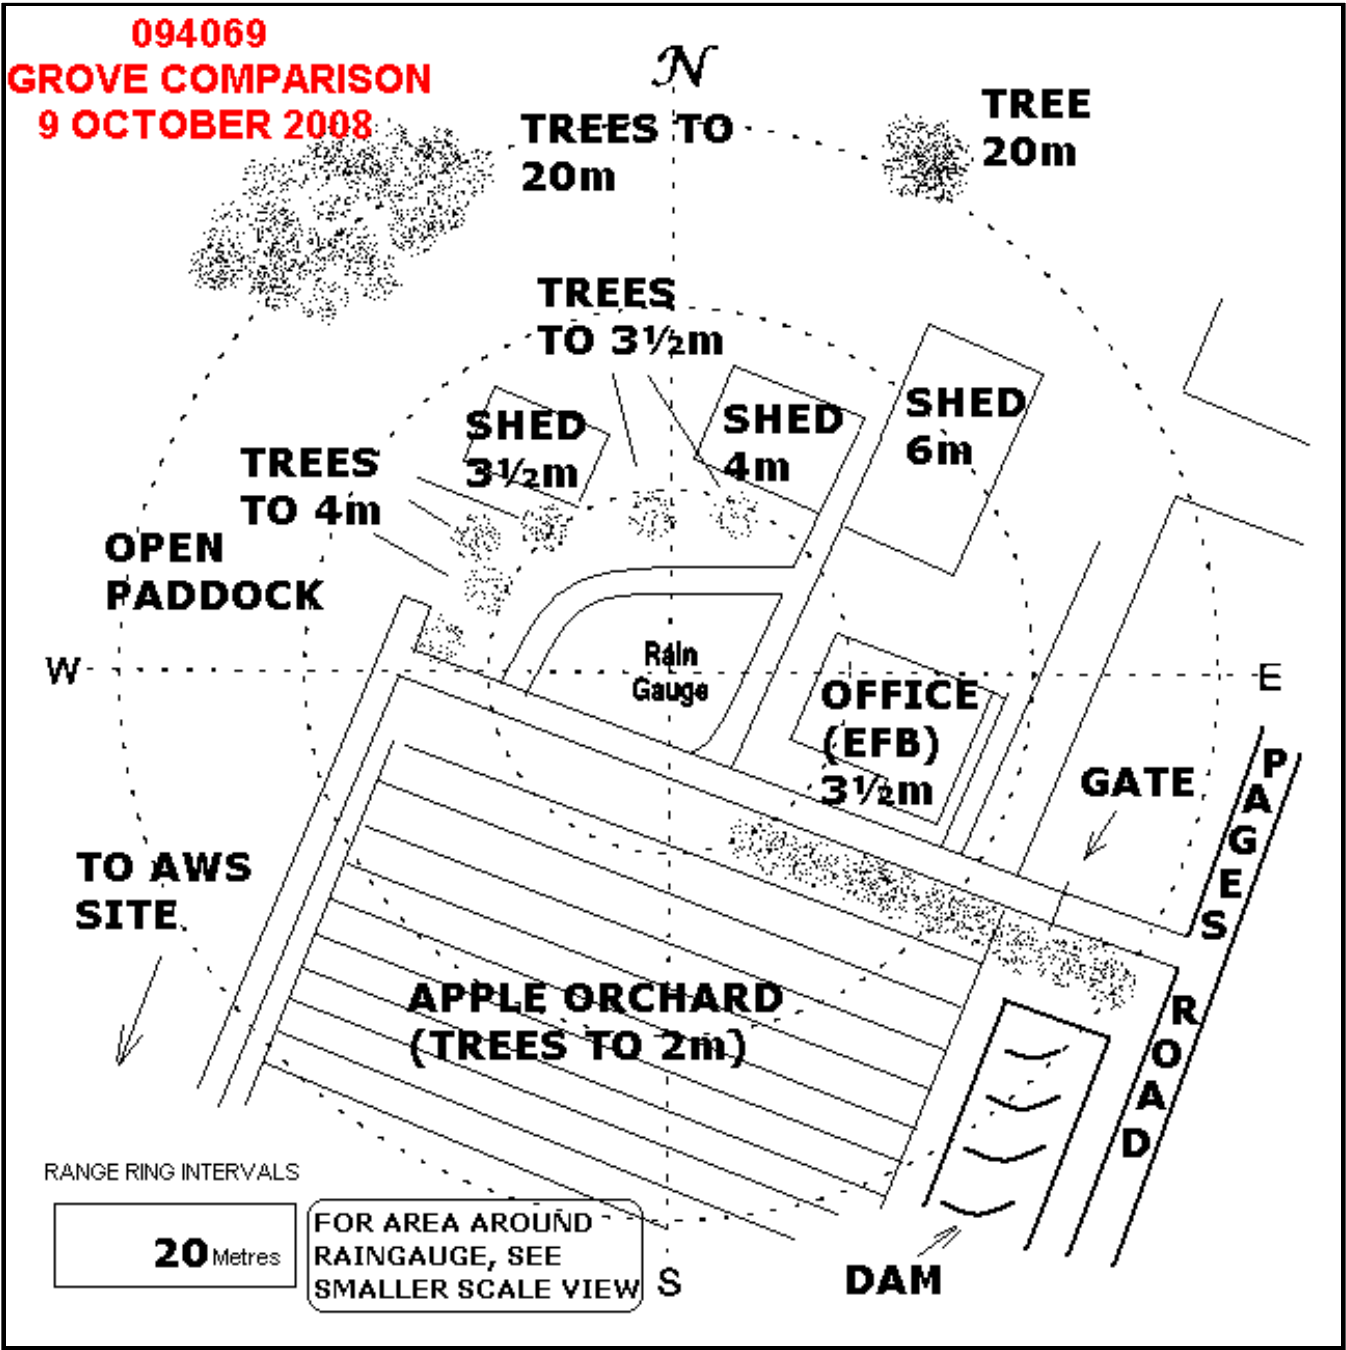 094069
GROVE COMPARISON
9 OCTOBER 2008
N
TREES TO
20m
TREE
20m
TREES
TO 3½m
SHED
3½m
SHED
4m
SHED
6m
TREES
TO 4m
OPEN
PADDOCK
W
Rain
Gauge
E
OFFICE
(EFB)
3½m
GATE
PAGES ROAD
TO AWS
SITE
APPLE ORCHARD
(TREES TO 2m)
RANGE RING INTERVALS
20 Metres
FOR AREA AROUND
RAINGAUGE, SEE
SMALLER SCALE VIEW
S
DAM